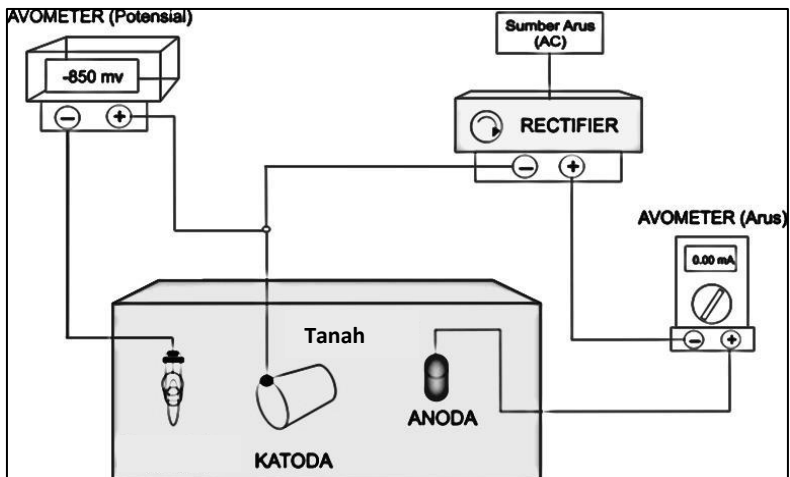 AVOMETER (Potensial)
-850 mv
− +
Sumber Arus
(AC)
RECTIFIER
− +
AVOMETER (Arus)
0.00 mA
− +
Tanah
ANODA
KATODA